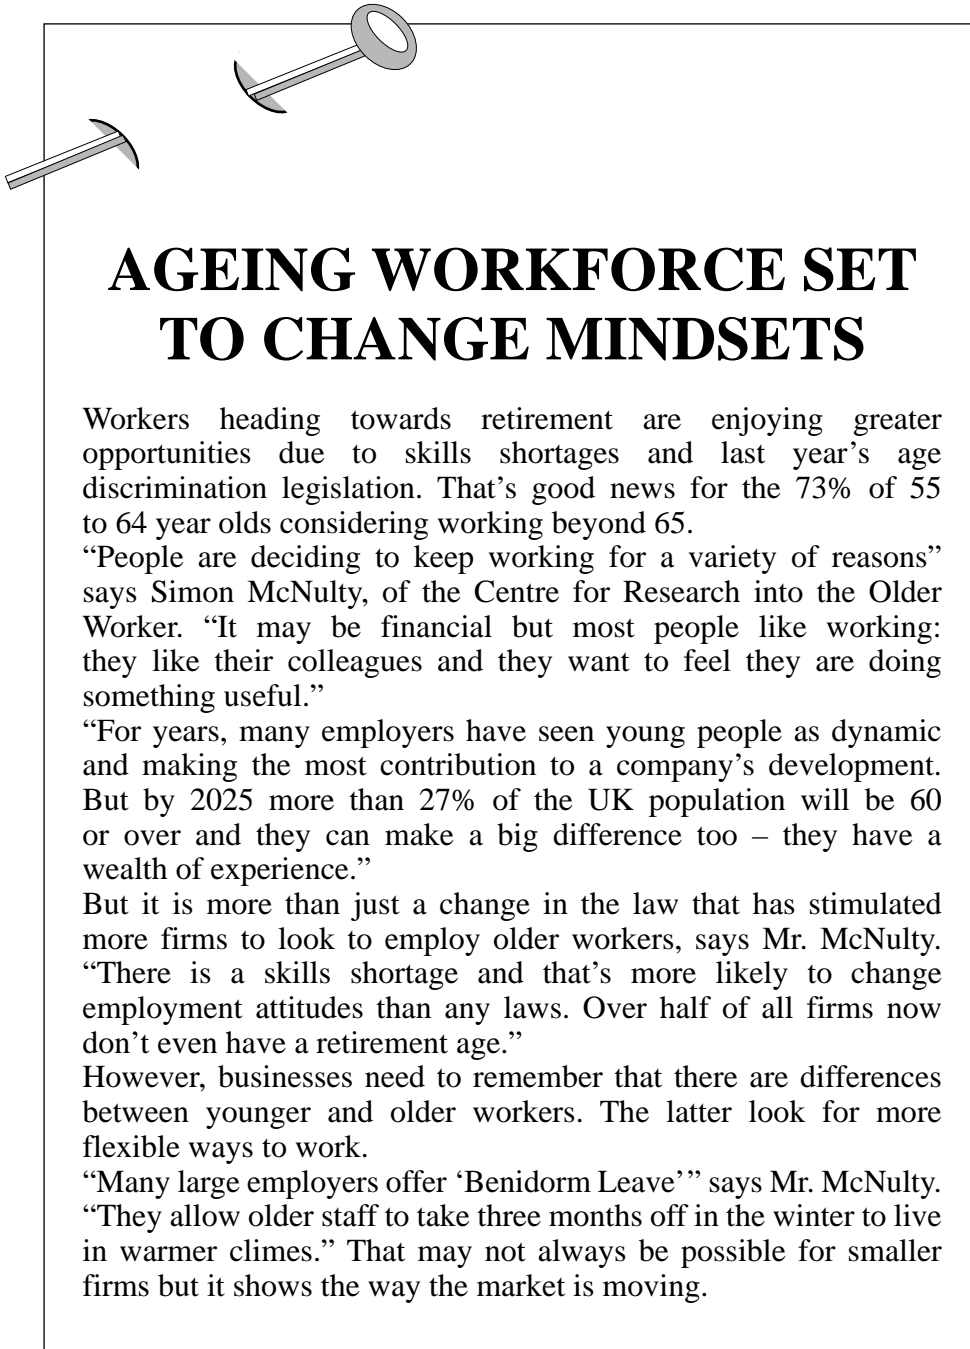 AGEING WORKFORCE SET
TO CHANGE MINDSETS
Workers heading towards retirement are enjoying greater
opportunities due to skills shortages and last year’s age
discrimination legislation. That’s good news for the 73% of 55
to 64 year olds considering working beyond 65.
“People are deciding to keep working for a variety of reasons”
says Simon McNulty, of the Centre for Research into the Older
Worker. “It may be financial but most people like working:
they like their colleagues and they want to feel they are doing
something useful.”
“For years, many employers have seen young people as dynamic
and making the most contribution to a company’s development.
But by 2025 more than 27% of the UK population will be 60
or over and they can make a big difference too – they have a
wealth of experience.”
But it is more than just a change in the law that has stimulated
more firms to look to employ older workers, says Mr. McNulty.
“There is a skills shortage and that’s more likely to change
employment attitudes than any laws. Over half of all firms now
don’t even have a retirement age.”
However, businesses need to remember that there are differences
between younger and older workers. The latter look for more
flexible ways to work.
“Many large employers offer ‘Benidorm Leave’” says Mr. McNulty.
“They allow older staff to take three months off in the winter to live
in warmer climes.” That may not always be possible for smaller
firms but it shows the way the market is moving.